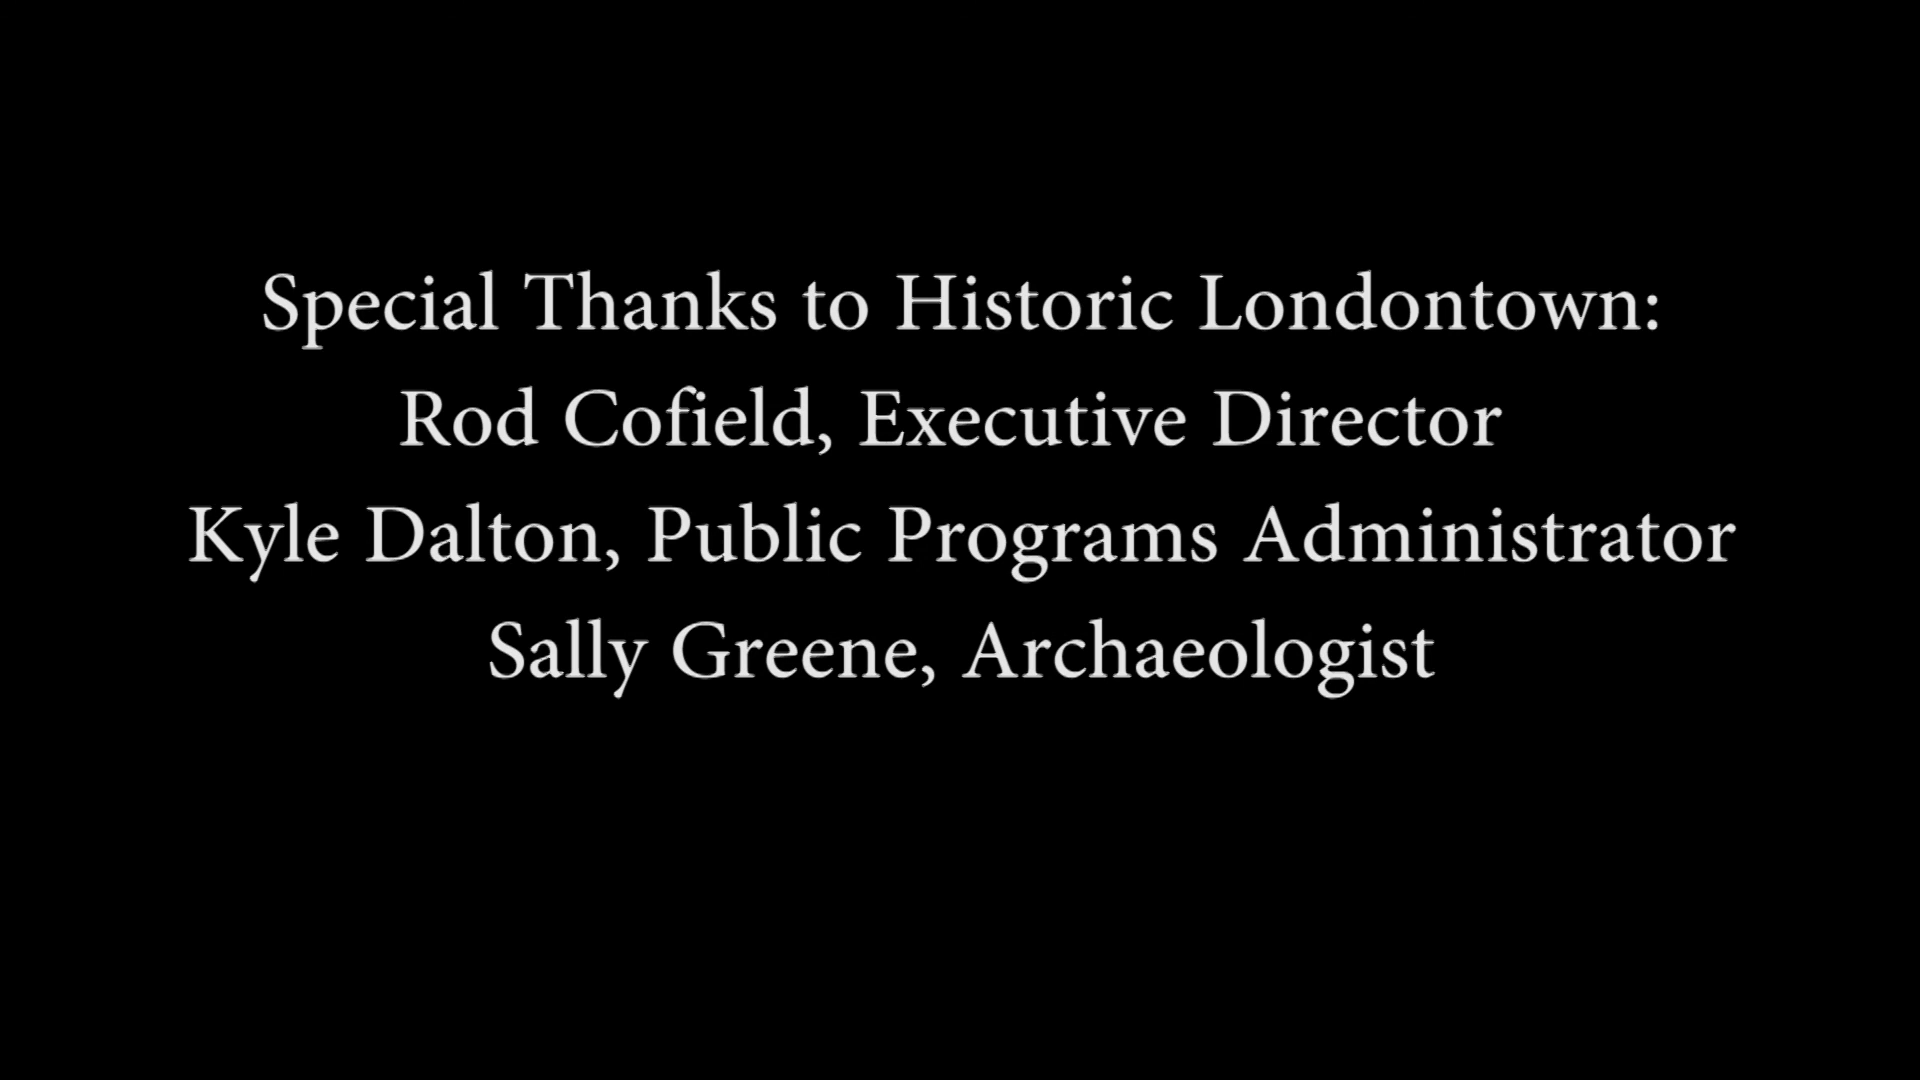 Special Thanks to Historic Londontown:
Rod Cofield, Executive Director
Kyle Dalton, Public Programs Administrator
Sally Greene, Archaeologist